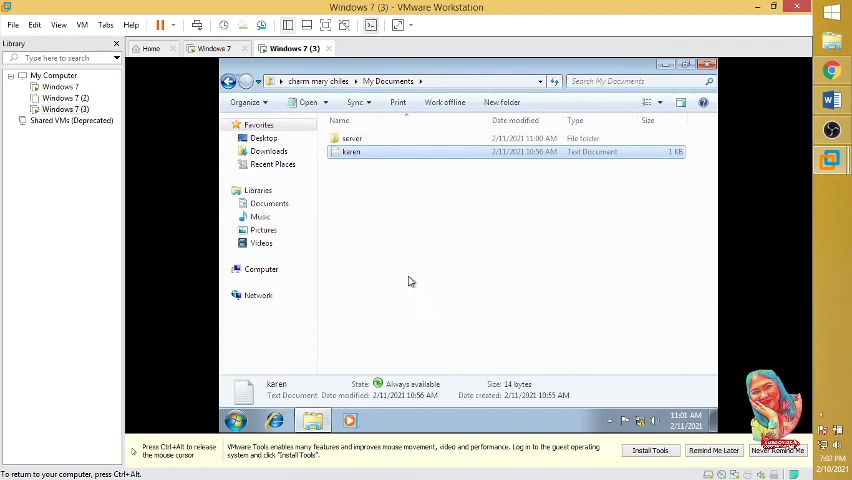 Windows 7 (3) - VMware Workstation
File Edit View VM Tabs Help
Library
Type here to search
My Computer
Windows 7
Windows 7 (2)
Windows 7 (3)
Shared VMs (Deprecated)
Home Windows 7 Windows 7 (3)
charm mary chiles My Documents Search My Documents
Organize Open Sync Print Work offline New folder
Name Date modified Type Size
server 2/11/2021 11:00 AM File folder
karen 2/11/2021 10:56 AM Text Document 1 KB
Favorites
Desktop
Downloads
Recent Places
Libraries
Documents
Music
Pictures
Videos
Computer
Network
karen State: Always available Size: 14 bytes
Text Document Date modified: 2/11/2021 10:56 AM Date created: 2/11/2021 10:55 AM
11:01 AM
2/11/2021
Press Ctrl+Alt to release
the mouse cursor
VMware Tools enables many features and improves mouse movement, video and performance. Log in to the guest operating
system and click "Install Tools".
Install Tools Remind Me Later Never Remind Me
To return to your computer, press Ctrl+Alt.
7:02 PM
2/10/2021